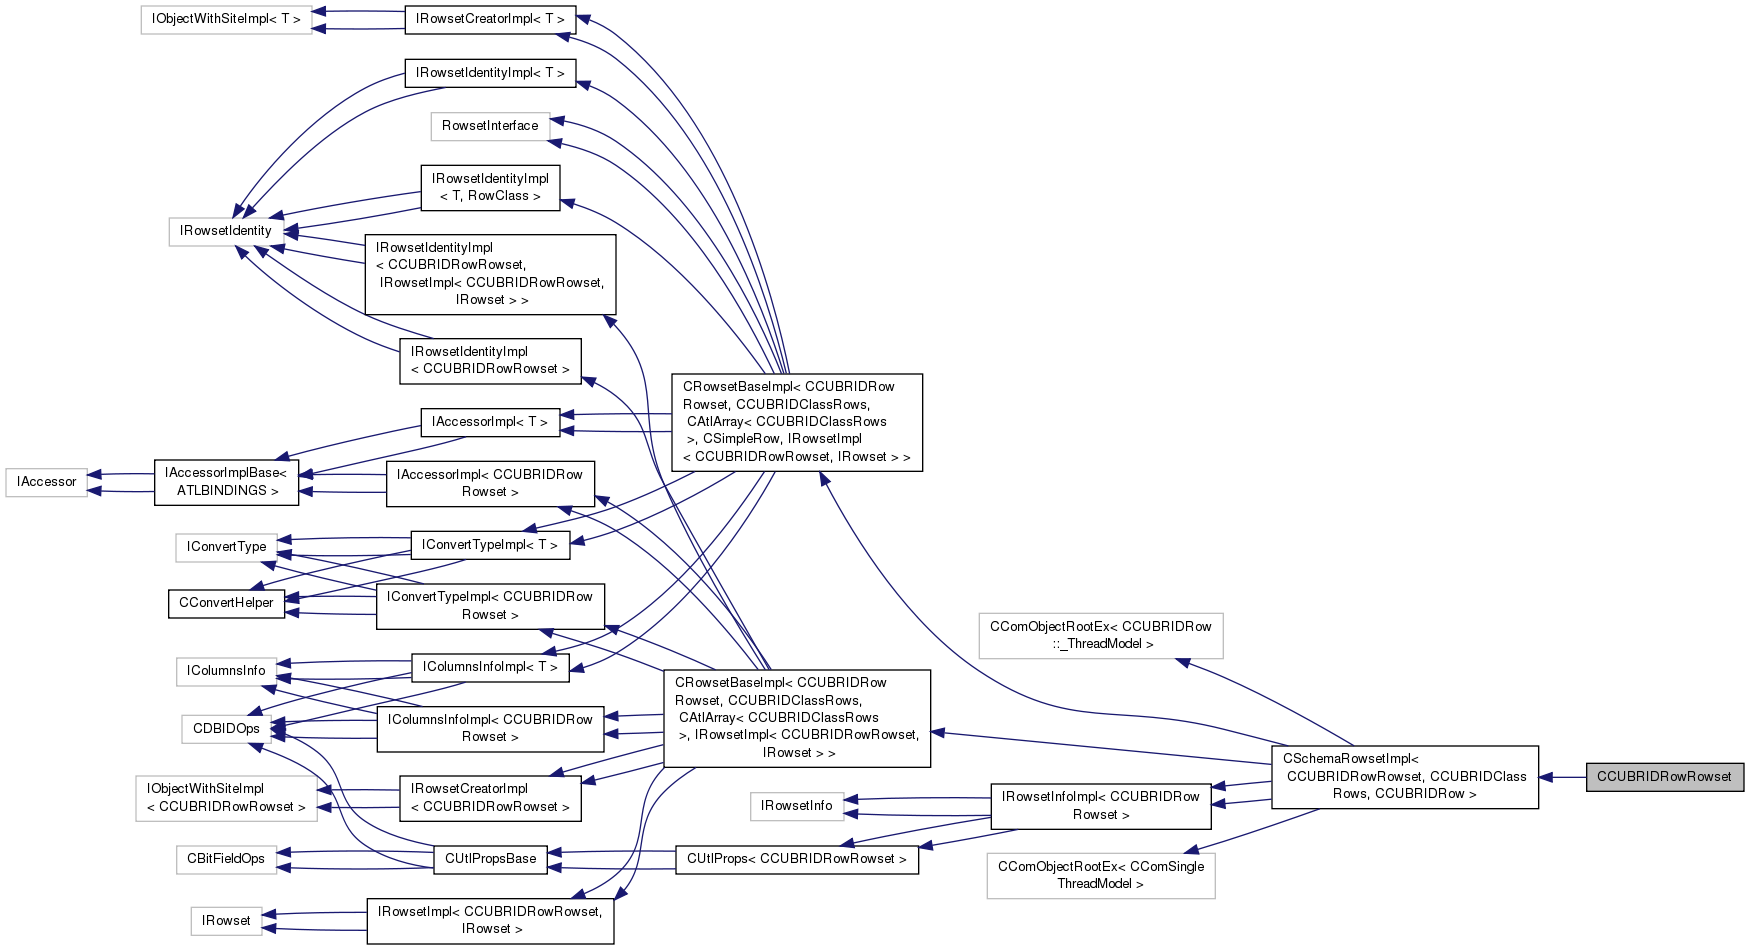 IObjectWithSiteImpl< T >
IRowsetCreatorImpl< T >
IRowsetIdentityImpl< T >
RowsetInterface
IRowsetIdentityImpl
< T, RowClass >
IRowsetIdentity
IRowsetIdentityImpl
< CCUBRIDRowRowset,
IRowsetImpl< CCUBRIDRowRowset,
IRowset > >
IRowsetIdentityImpl
< CCUBRIDRowRowset >
CRowsetBaseImpl< CCUBRIDRow
Rowset, CCUBRIDClassRows,
CAtlArray< CCUBRIDClassRows
>, CSimpleRow, IRowsetImpl
< CCUBRIDRowRowset, IRowset > >
IAccessorImpl< T >
IAccessor
IAccessorImplBase<
ATLBINDINGS >
IAccessorImpl< CCUBRIDRow
Rowset >
IConvertType
IConvertTypeImpl< T >
CConvertHelper
IConvertTypeImpl< CCUBRIDRow
Rowset >
CComObjectRootEx< CCUBRIDRow
::_ThreadModel >
IColumnsInfo
IColumnsInfoImpl< T >
CDBIDOps
IColumnsInfoImpl< CCUBRIDRow
Rowset >
CRowsetBaseImpl< CCUBRIDRow
Rowset, CCUBRIDClassRows,
CAtlArray< CCUBRIDClassRows
>, IRowsetImpl< CCUBRIDRowRowset,
IRowset > >
CSchemaRowsetImpl<
CCUBRIDRowRowset, CCUBRIDClass
Rows, CCUBRIDRow >
CCUBRIDRowRowset
IObjectWithSiteImpl
< CCUBRIDRowRowset >
IRowsetCreatorImpl
< CCUBRIDRowRowset >
IRowsetInfo
IRowsetInfoImpl< CCUBRIDRow
Rowset >
CBitFieldOps
CUtlPropsBase
CUtlProps< CCUBRIDRowRowset >
CComObjectRootEx< CComSingle
ThreadModel >
IRowset
IRowsetImpl< CCUBRIDRowRowset,
IRowset >